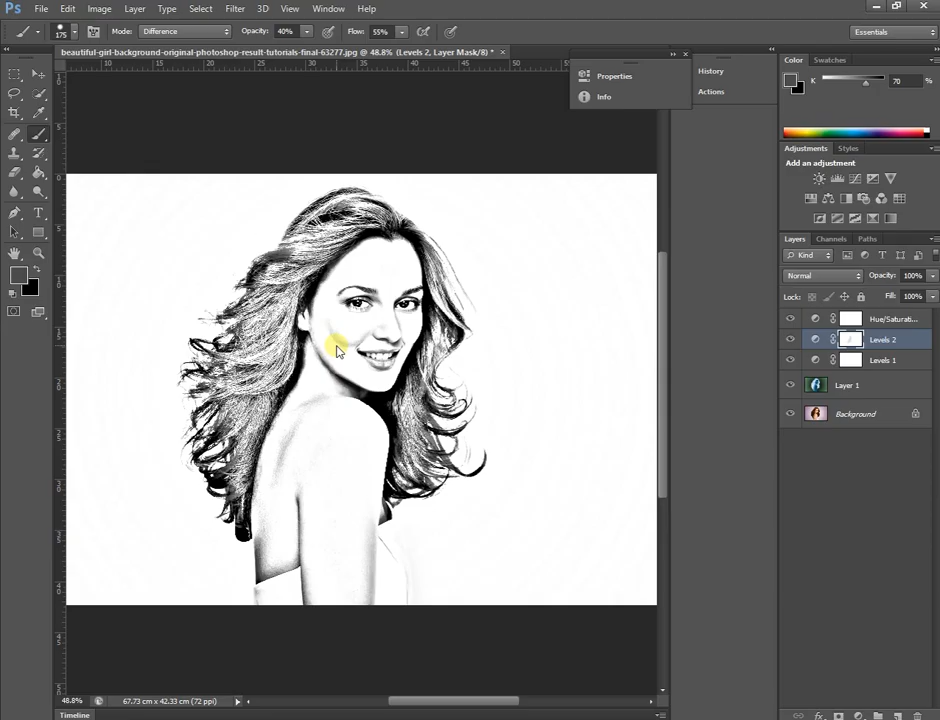 Ps File Edit Image Layer Type Select Filter 3D View Window Help
175 Mode: Difference Opacity: 40% Flow: 55% Essentials
beautiful-girl-background-original-photoshop-result-tutorials-final-63277.jpg @ 48.8% (Levels 2, Layer Mask/8) *
Properties
Info
History
Actions
Color Swatches
K 70 %
Adjustments Styles
Add an adjustment
Layers Channels Paths
Kind
Normal Opacity: 100%
Lock: Fill: 100%
Hue/Saturati...
Levels 2
Levels 1
Layer 1
Background
48.8% 67.73 cm x 42.33 cm (72 ppi)
Timeline